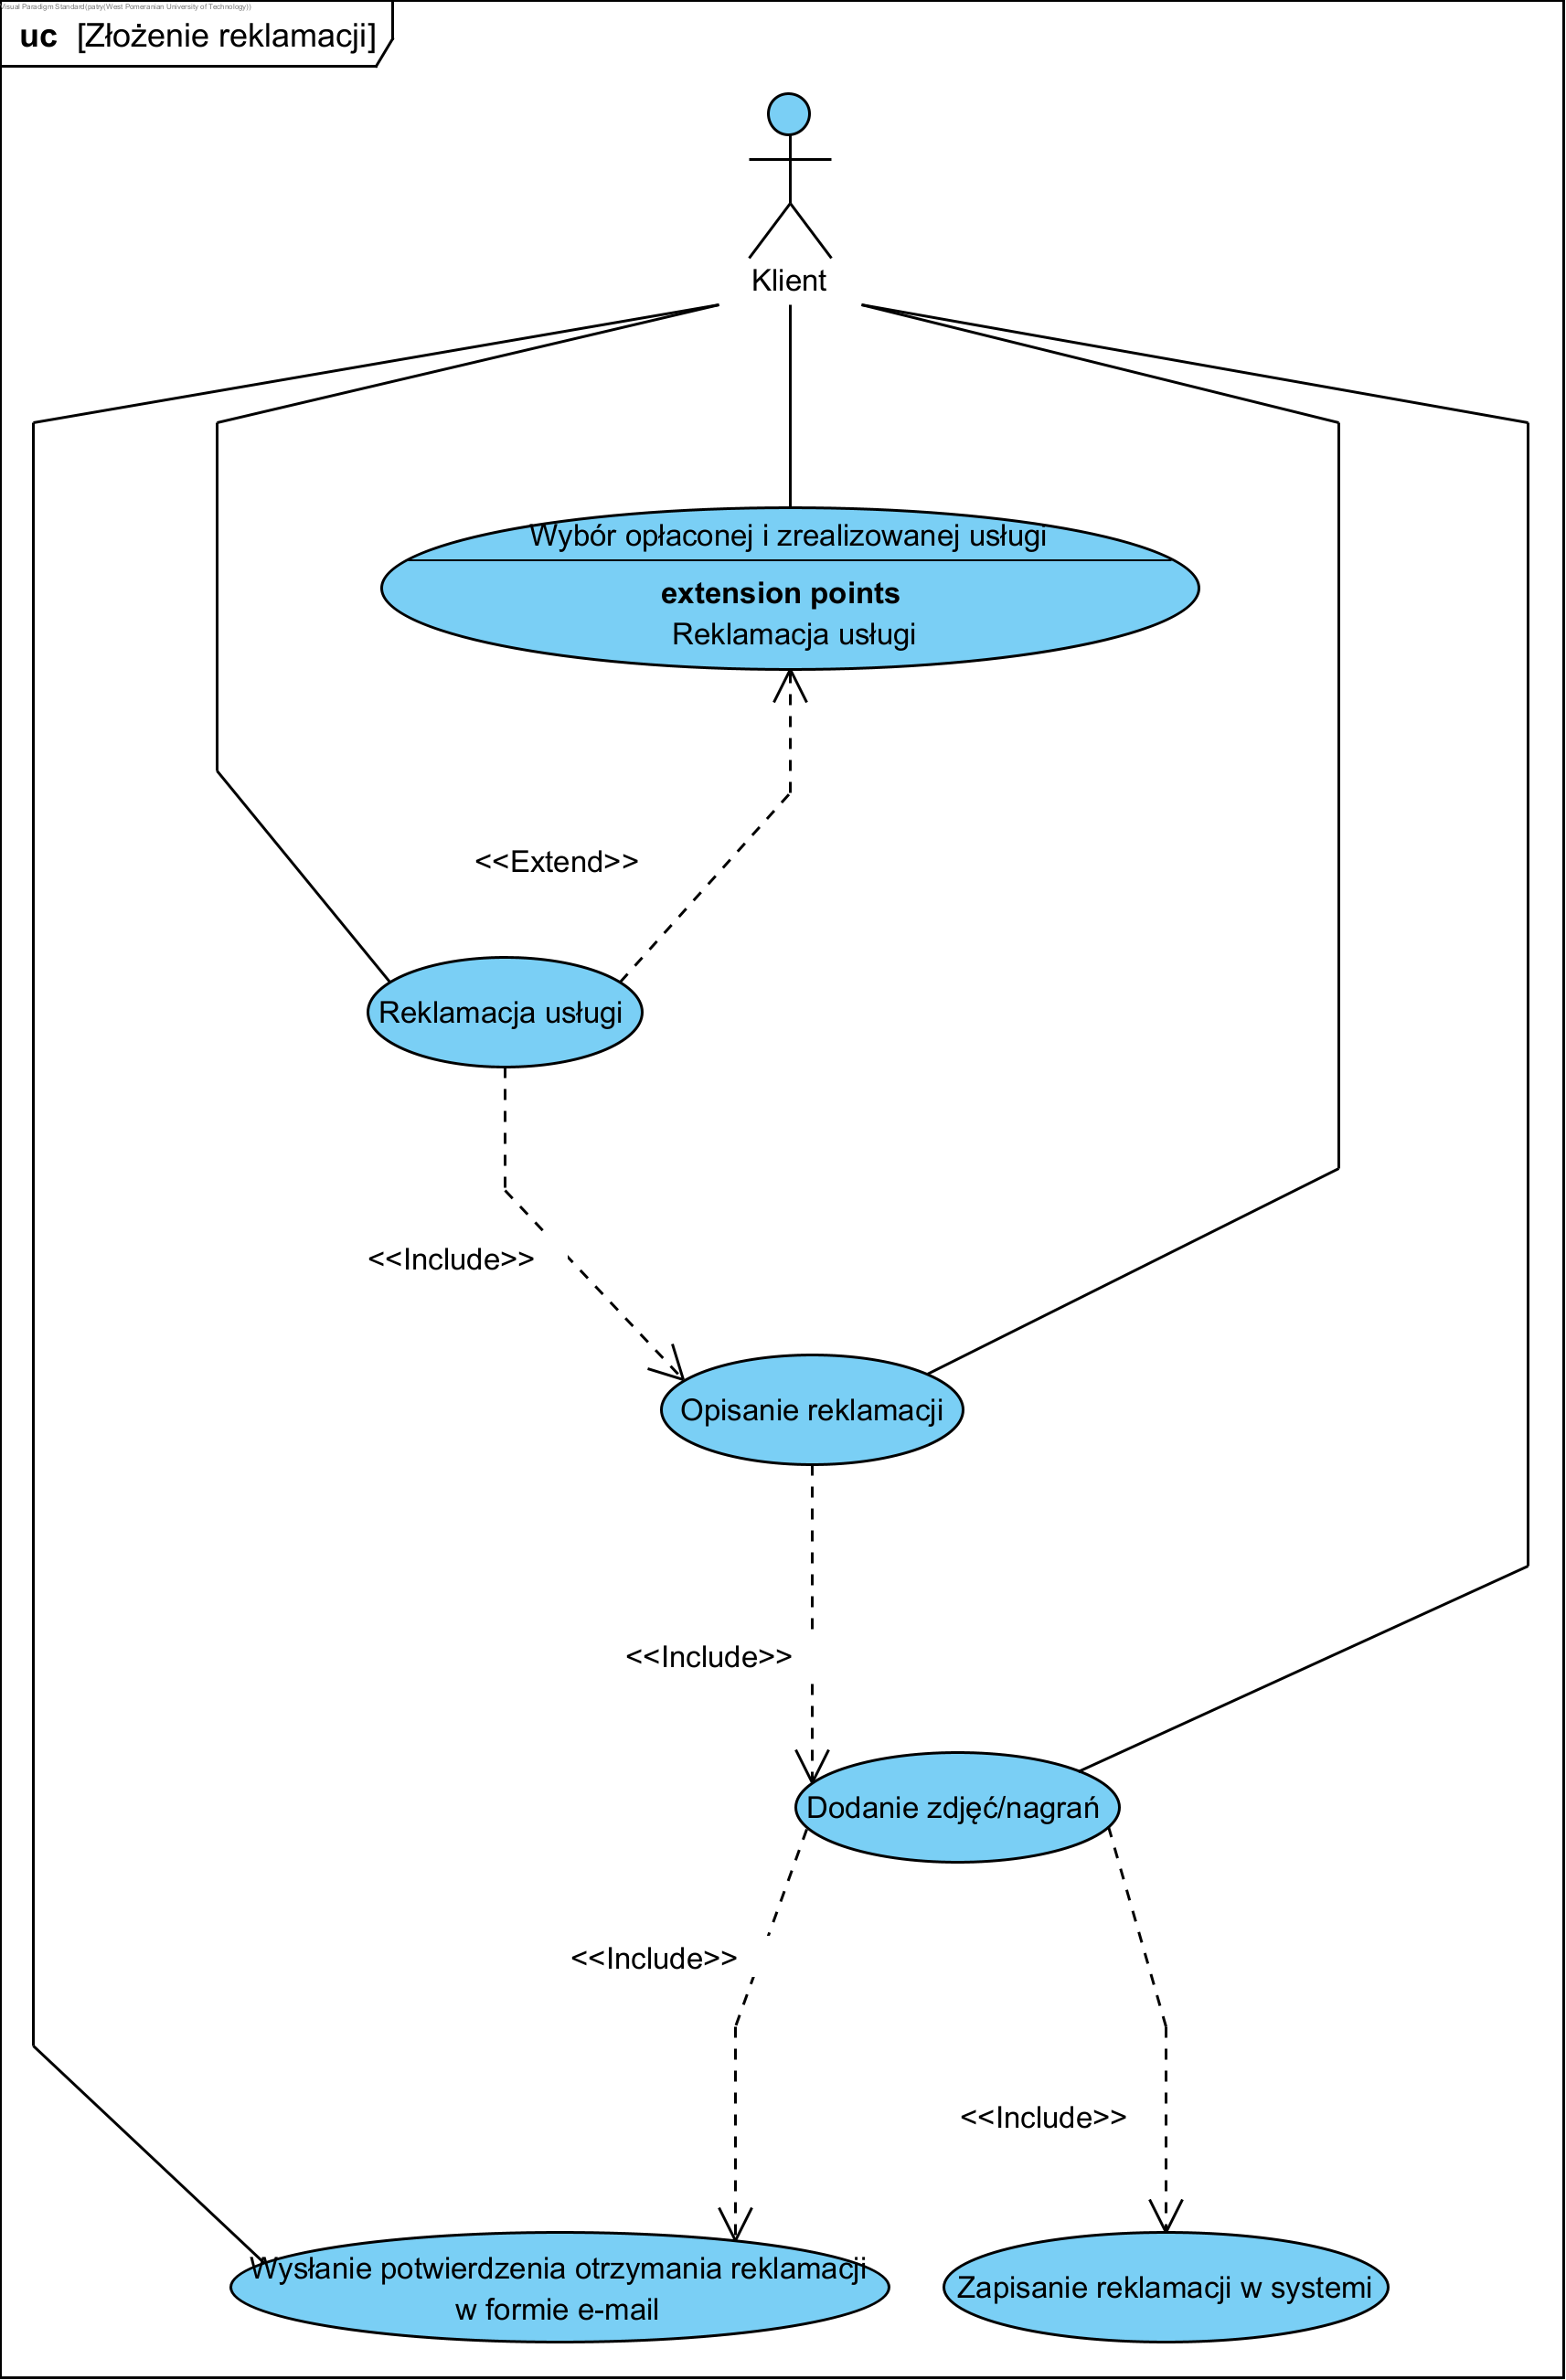 Visual Paradigm Standard(patry(West Pomeranian University of Technology))
uc [Złożenie reklamacji]
Klient
Wybór opłaconej i zrealizowanej usługi
extension points
Reklamacja usługi
<<Extend>>
Reklamacja usługi
<<Include>>
Opisanie reklamacji
<<Include>>
Dodanie zdjęć/nagrań
<<Include>>
<<Include>>
Wysłanie potwierdzenia otrzymania reklamacji
w formie e-mail
Zapisanie reklamacji w systemi